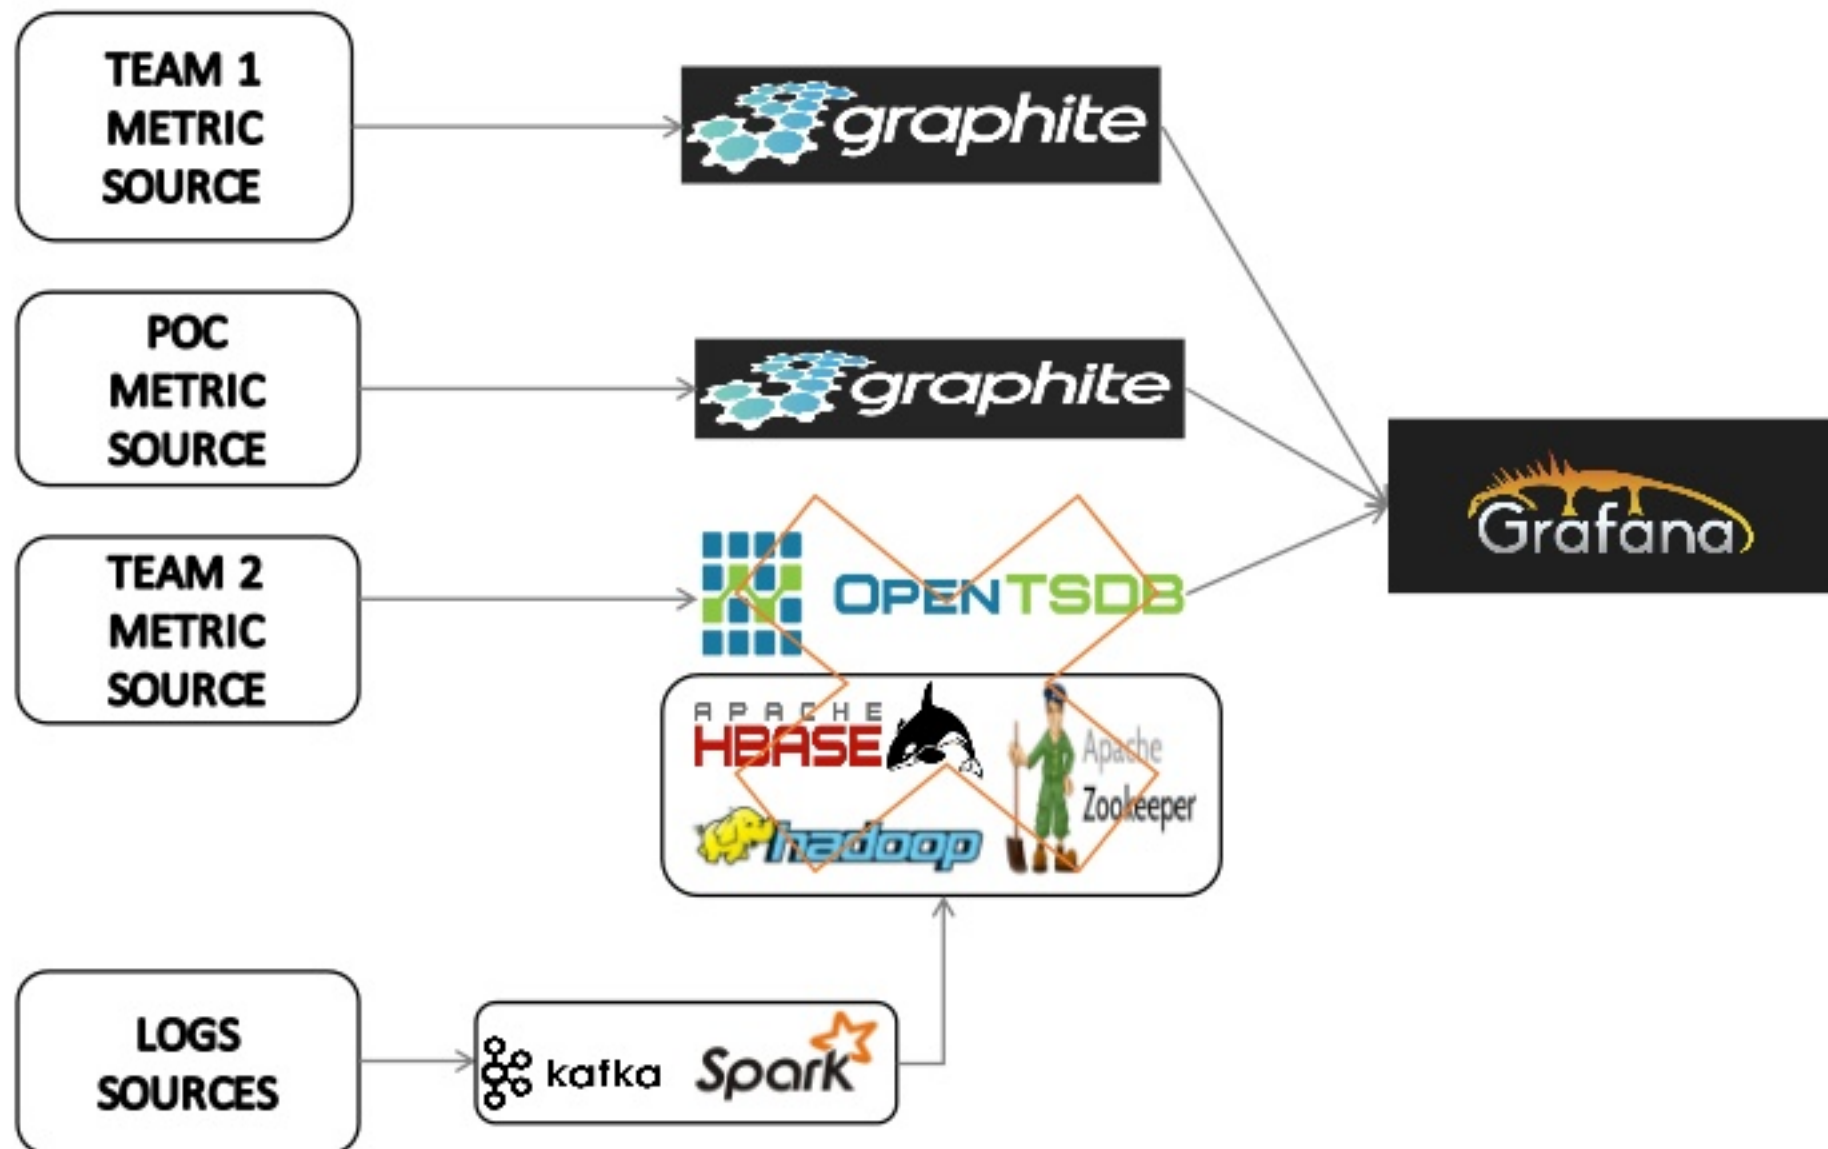 TEAM 1
METRIC
SOURCE
graphite
POC
METRIC
SOURCE
graphite
Grafana
TEAM 2
METRIC
SOURCE
OPENTSDB
APACHE
HBASE
Apache
Zookeeper
hadoop
LOGS
SOURCES
kafka
Spark